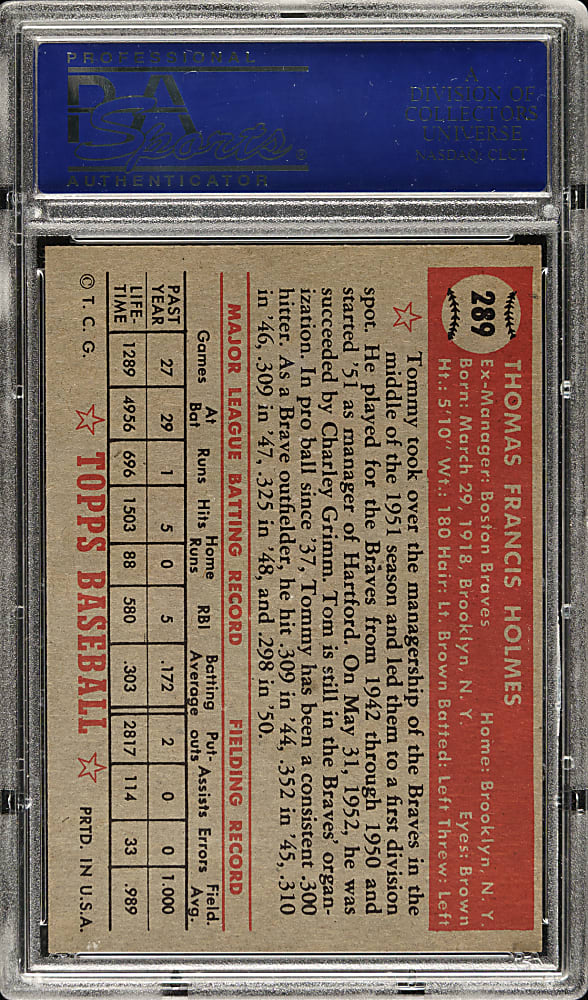 PROFESSIONAL
PSA
Sports®
AUTHENTICATOR
A
DIVISION OF
COLLECTORS
UNIVERSE
NASDAQ: CLCT
289
THOMAS FRANCIS HOLMES
Ex-Manager: Boston Braves Home: Brooklyn, N. Y.
Born: March 29, 1918, Brooklyn, N. Y. Eyes: Brown
Ht.: 5'10" Wt.: 180 Hair: Lt. Brown Batted: Left Threw: Left
Tommy took over the managership of the Braves in the
middle of the 1951 season and led them to a first division
spot. He played for the Braves from 1942 through 1950 and
started '51 as manager of Hartford. On May 31, 1952, he was
succeeded by Charley Grimm. Tom is still in the Braves' organ-
ization. In pro ball since '37, Tommy has been a consistent .300
hitter. As a Brave outfielder, he hit .309 in '44, .352 in '45, .310
in '46, .309 in '47, .325 in '48, and .298 in '50.
MAJOR LEAGUE BATTING RECORD FIELDING RECORD
Games At Bat Runs Hits Home Runs RBI Batting Average Put-outs Assists Errors Field. Avg.
PAST YEAR 27 29 1 5 0 5 .172 2 0 0 1.000
LIFE-TIME 1289 4956 696 1503 88 580 .303 2817 114 33 .989
© T. C. G. TOPPS BASEBALL PRTD. IN U.S.A.